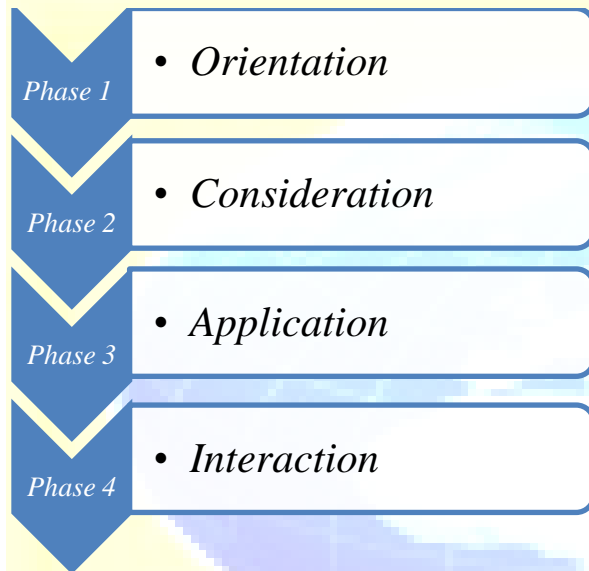 Phase 1
• Orientation
Phase 2
• Consideration
Phase 3
• Application
Phase 4
• Interaction